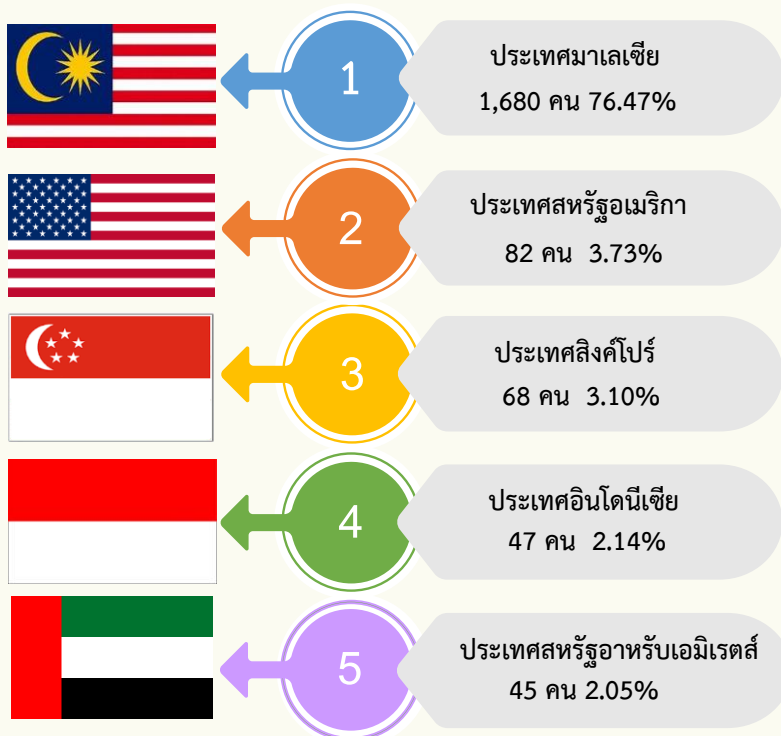 1
ประเทศมาเลเซีย
1,680 คน 76.47%
2
ประเทศสหรัฐอเมริกา
82 คน 3.73%
3
ประเทศสิงค์โปร์
68 คน 3.10%
4
ประเทศอินโดนีเซีย
47 คน 2.14%
5
ประเทศสหรัฐอาหรับเอมิเรตส์
45 คน 2.05%